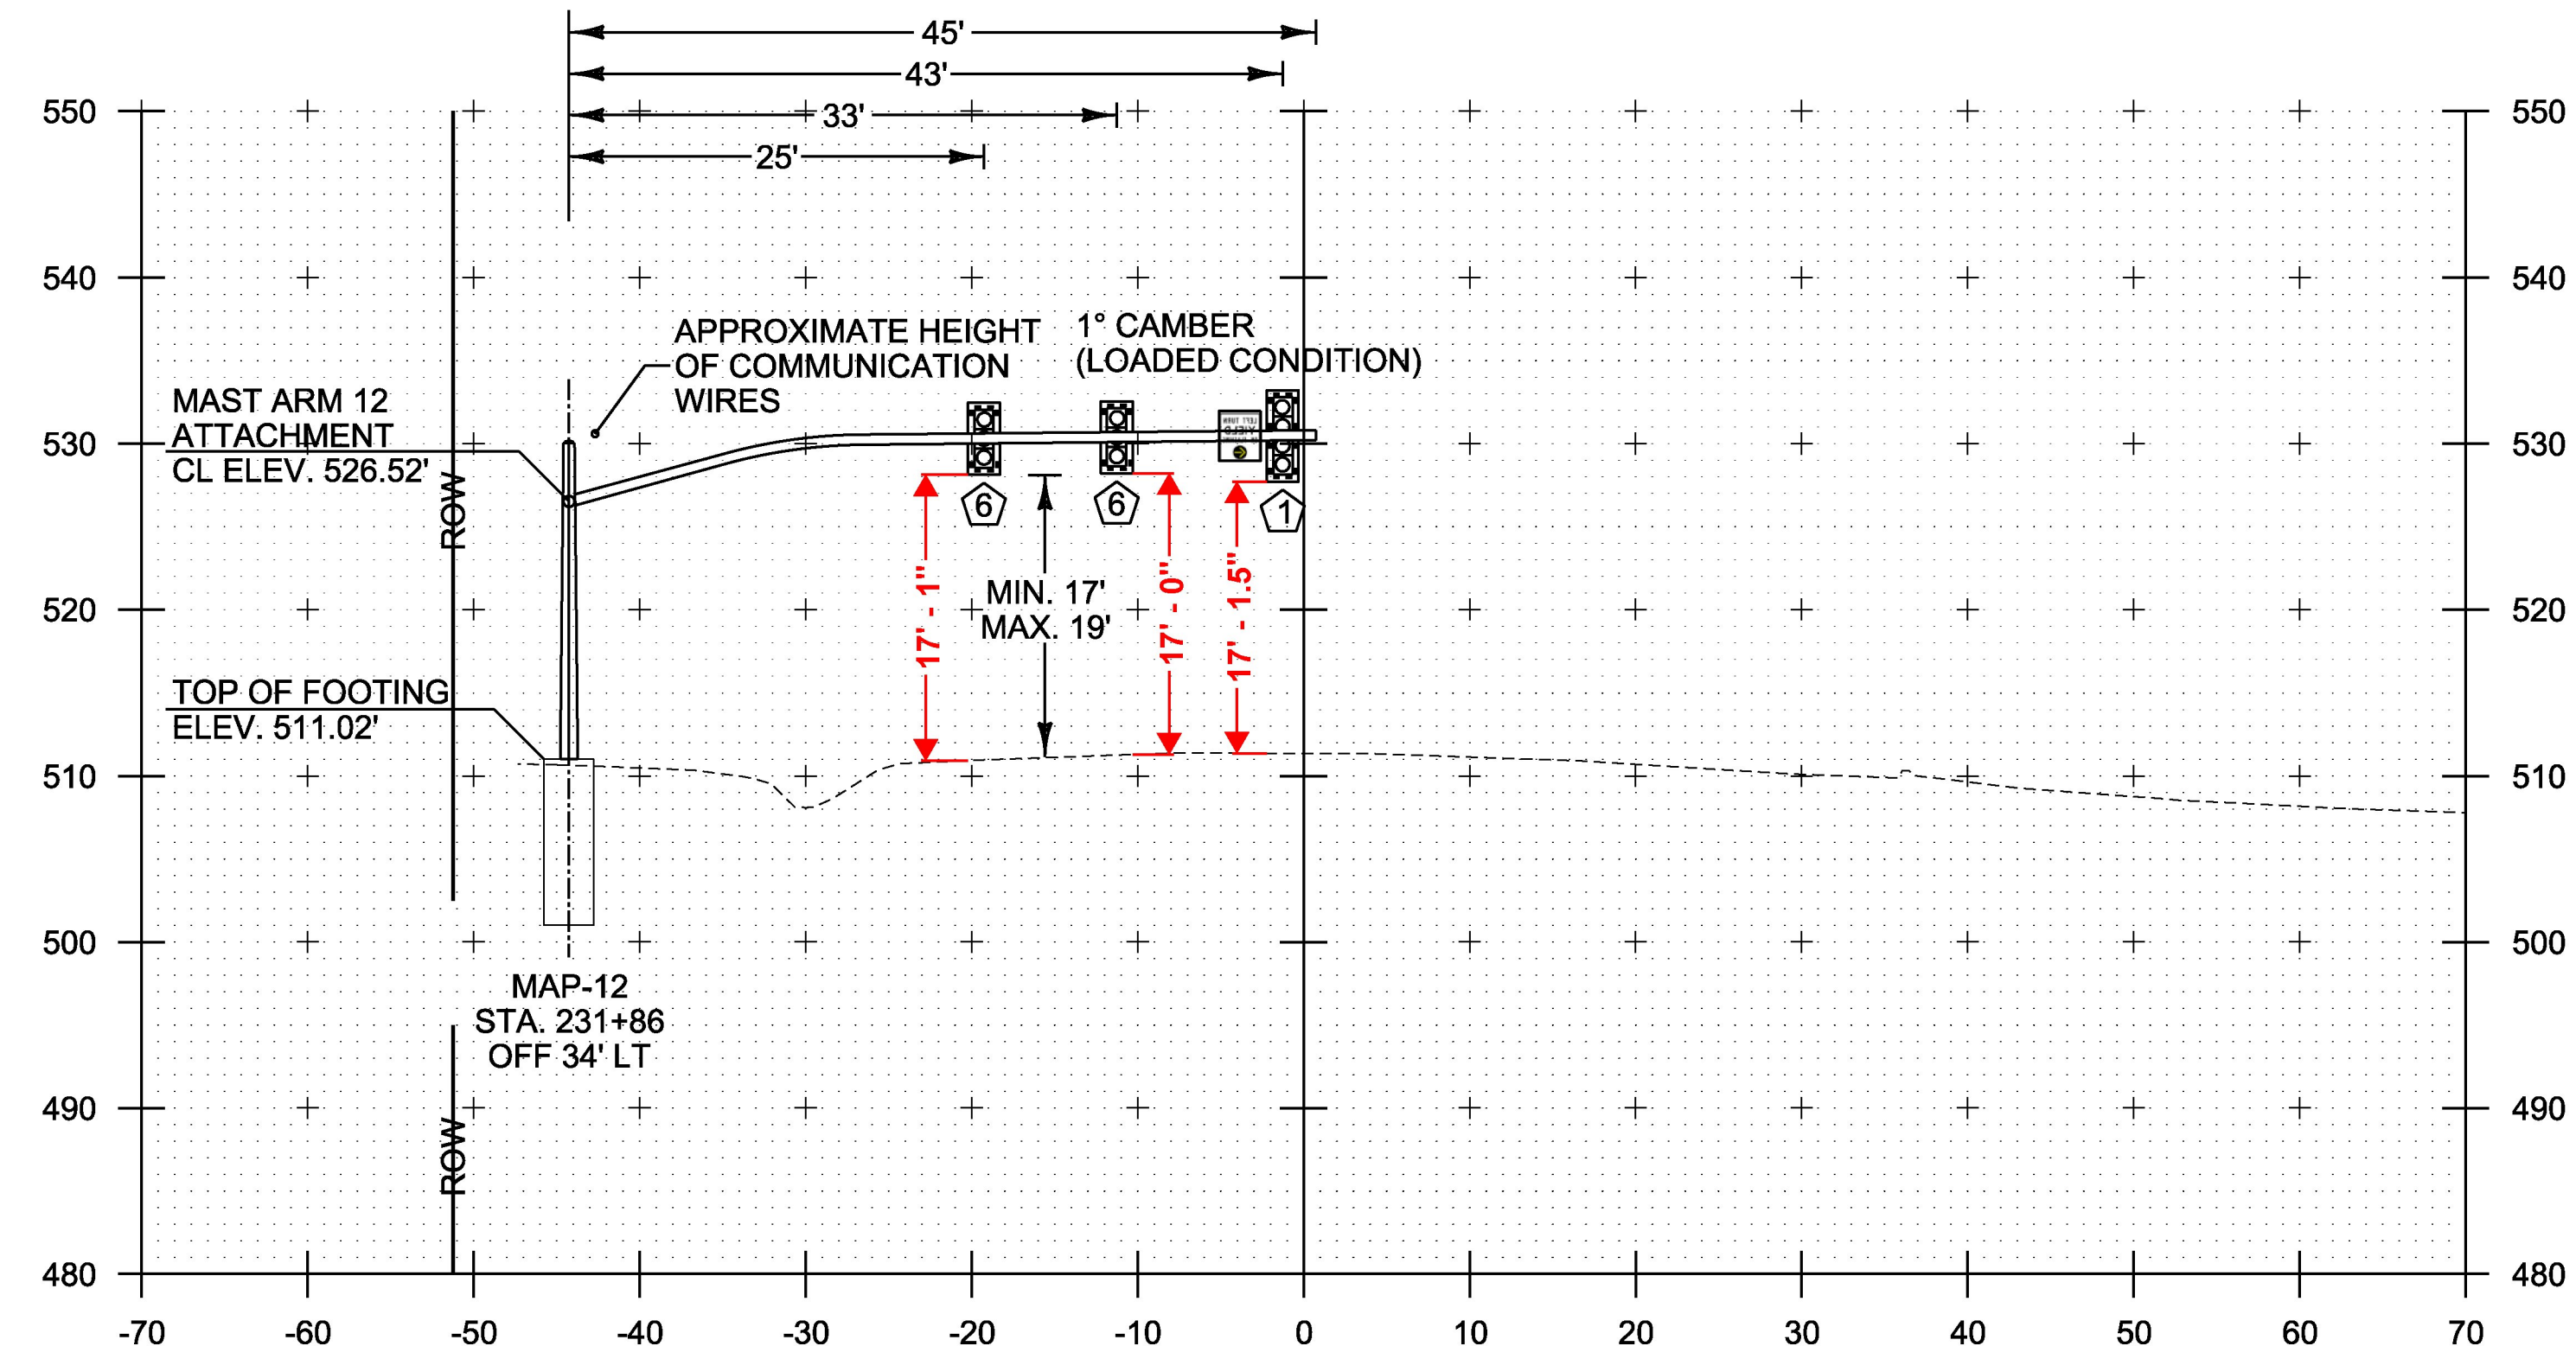 45'
43'
33'
25'
550
550
540
540
APPROXIMATE HEIGHT
OF COMMUNICATION
WIRES
1° CAMBER
(LOADED CONDITION)
MAST ARM 12
ATTACHMENT
CL ELEV. 526.52'
530
530
YIELD
LEFT TURN
ROW
6
6
1
17' - 1"
MIN. 17'
MAX. 19'
17' - 0"
17' - 1.5"
520
520
TOP OF FOOTING
ELEV. 511.02'
510
510
500
500
MAP-12
STA. 231+86
OFF 34' LT
490
490
ROW
480
480
-70 -60 -50 -40 -30 -20 -10 0 10 20 30 40 50 60 70